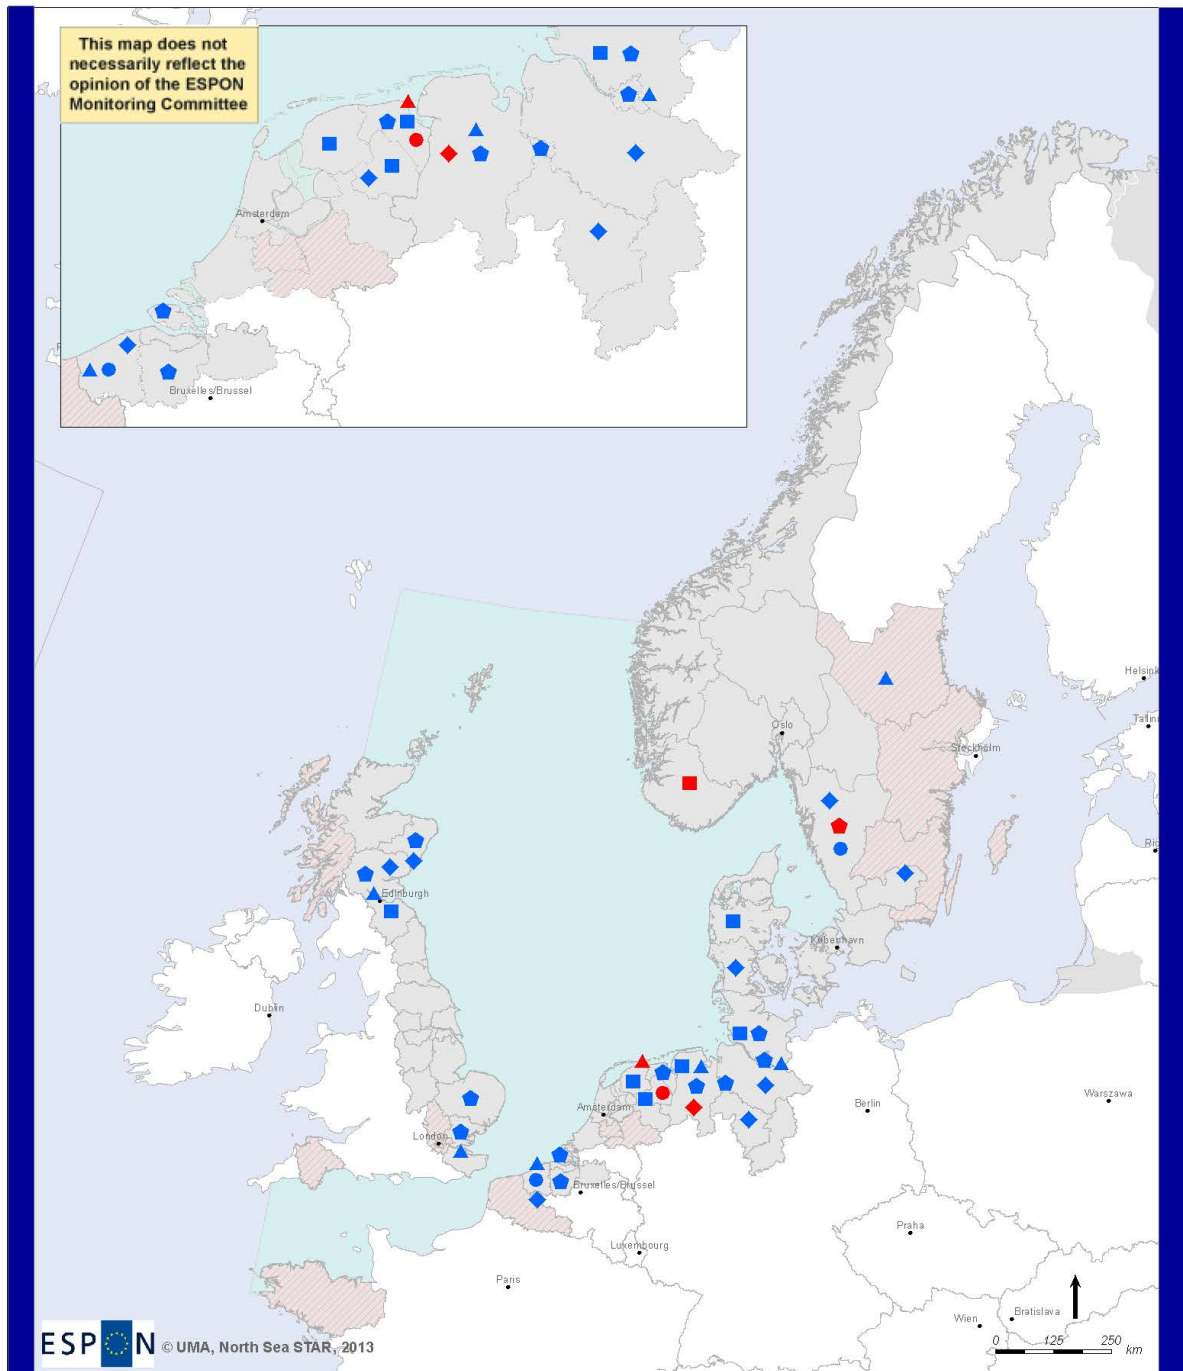 This map does not
necessarily reflect the
opinion of the ESPON
Monitoring Committee
Amsterdam
Bruxelles/Brussel
Helsink
Oslo
Tallin
Stockholm
Edinburgh
København
Dublin
Amsterdam
Berlin
Warszawa
London
Bruxelles/Brussel
Praha
Luxembourg
Paris
Wien
Bratislava
ESPON © UMA, North Sea STAR, 2013
0 125 250
km